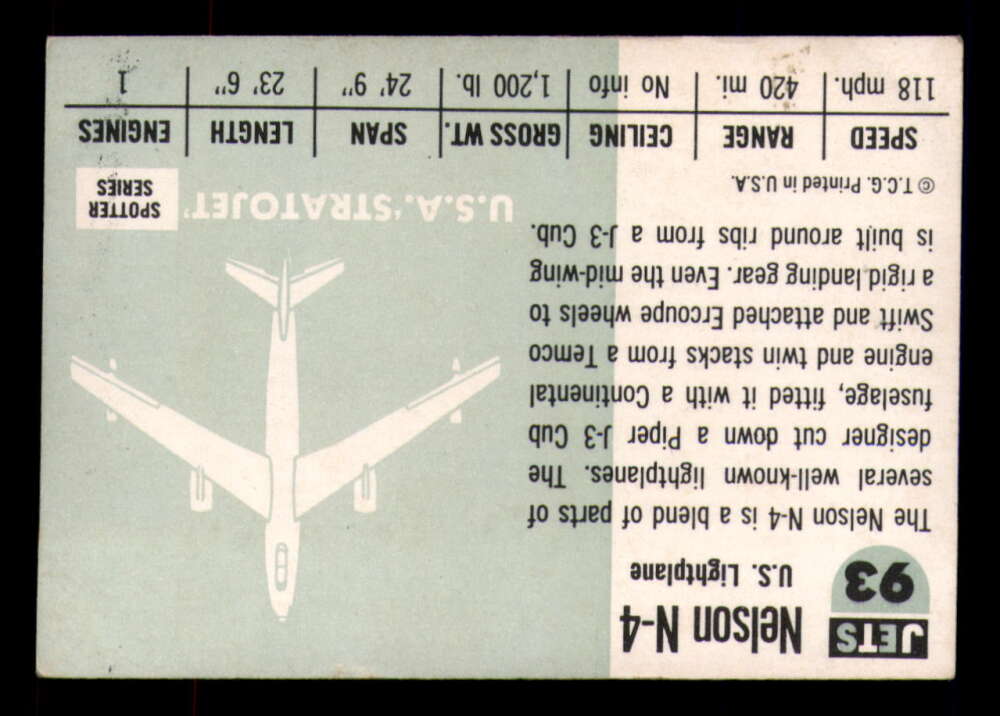 JETS
93
Nelson N-4
U.S. Lightplane
The Nelson N-4 is a blend of parts of
several well-known lightplanes. The
designer cut down a Piper J-3 Cub
fuselage, fitted it with a Continental
engine and twin stacks from a Temco
Swift and attached Ercoupe wheels to
a rigid landing gear. Even the mid-wing
is built around ribs from a J-3 Cub.
© T.C.G. Printed in U.S.A.
U.S.A. 'STRATOJET'
SPOTTER
SERIES
SPEED RANGE CEILING GROSS WT. SPAN LENGTH ENGINES
118 mph. 420 mi. No info 1,200 lb. 24' 9" 23' 6" 1